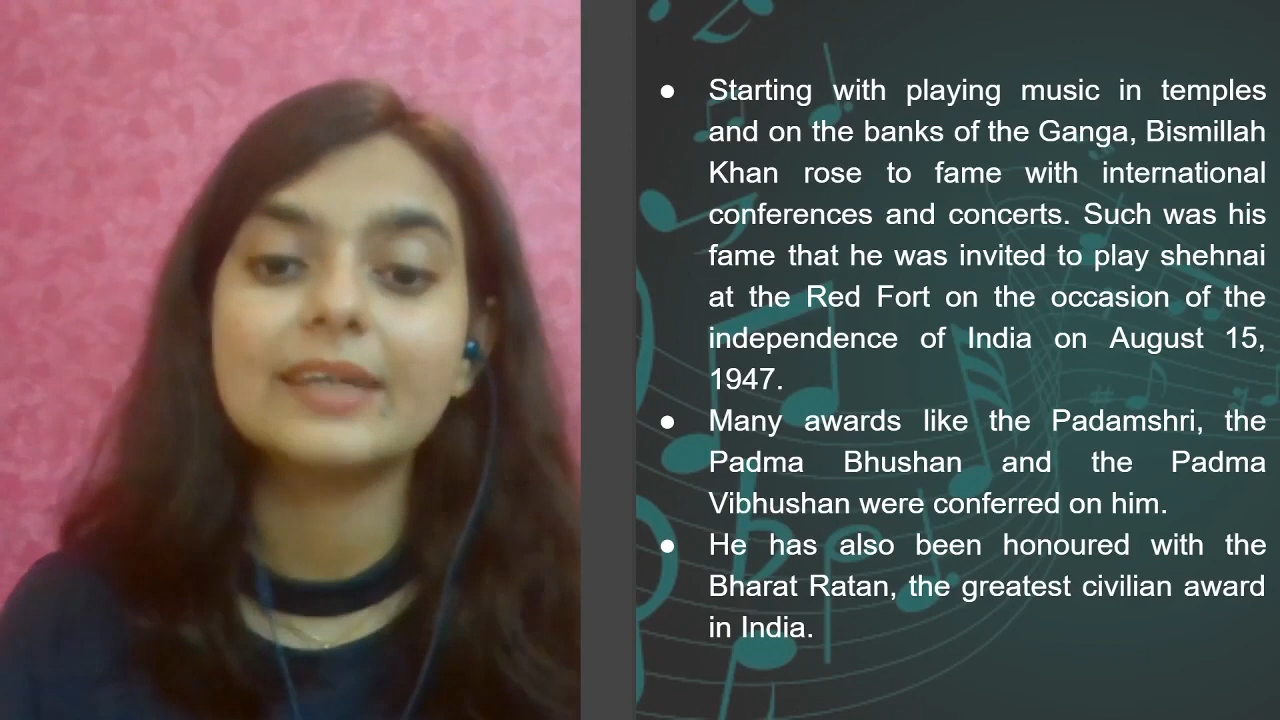 ● Starting with playing music in temples
and on the banks of the Ganga, Bismillah
Khan rose to fame with international
conferences and concerts. Such was his
fame that he was invited to play shehnai
at the Red Fort on the occasion of the
independence of India on August 15,
1947.
● Many awards like the Padamshri, the
Padma Bhushan and the Padma
Vibhushan were conferred on him.
● He has also been honoured with the
Bharat Ratan, the greatest civilian award
in India.